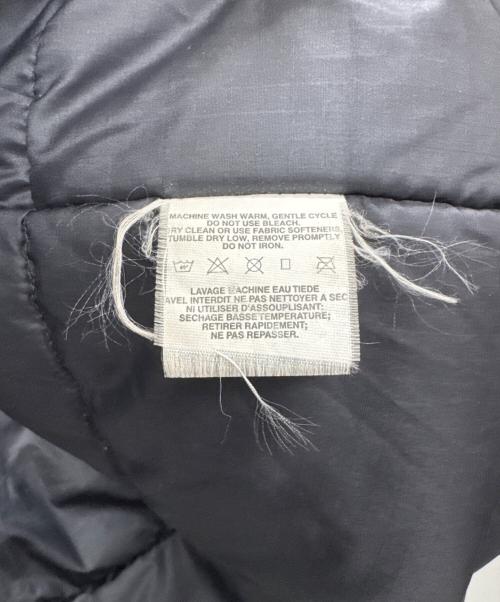 MACHINE WASH WARM, GENTLE CYCLE
DO NOT USE BLEACH.
RY CLEAN OR USE FABRIC SOFTENERS,
TUMBLE DRY LOW, REMOVE PROMPTLY
DO NOT IRON.
LAVAGE MACHINE EAU TIEDE
AVEL INTERDIT NE PAS NETTOYER A SEC
NI UTILISER D'ASSOUPLISANT:
SECHAGE BASSE TEMPERATURE;
RETIRER RAPIDEMENT;
NE PAS REPASSER.